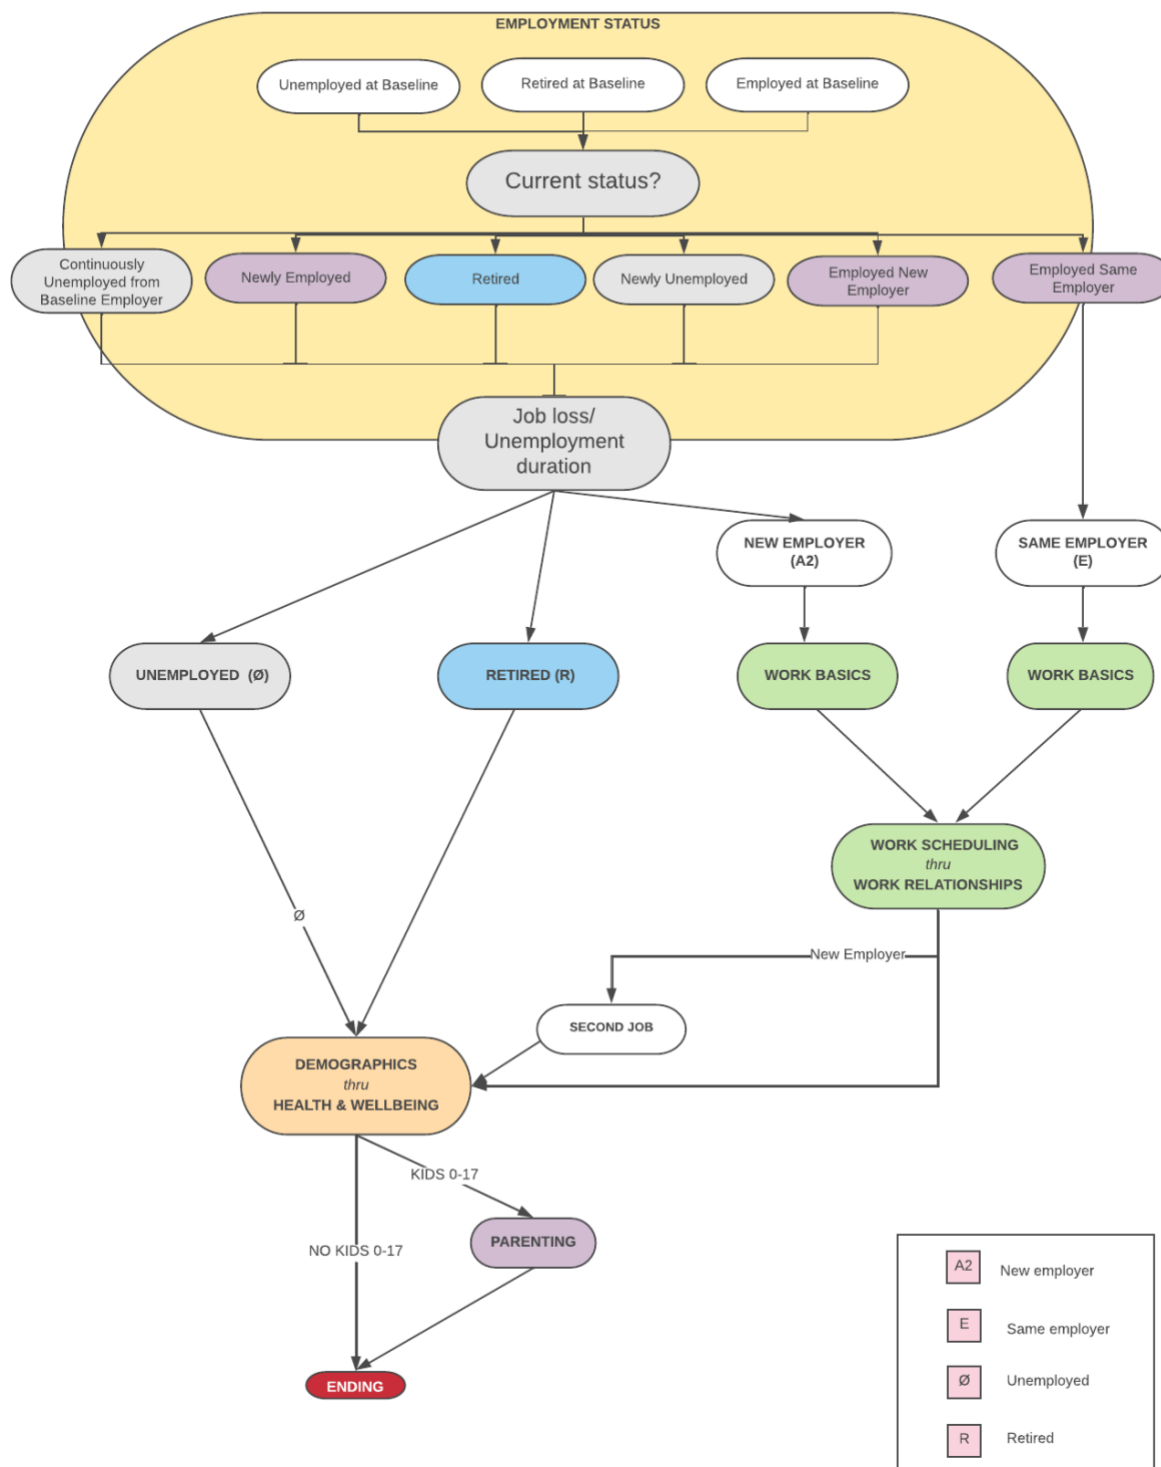 EMPLOYMENT STATUS
Unemployed at Baseline
Retired at Baseline
Employed at Baseline
Current status?
Continuously
Unemployed from
Baseline Employer
Newly Employed
Retired
Newly Unemployed
Employed New
Employer
Employed Same
Employer
Job loss/
Unemployment
duration
NEW EMPLOYER
(A2)
SAME EMPLOYER
(E)
UNEMPLOYED (Ø)
RETIRED (R)
WORK BASICS
WORK BASICS
WORK SCHEDULING
thru
WORK RELATIONSHIPS
Ø
New Employer
SECOND JOB
DEMOGRAPHICS
thru
HEALTH & WELLBEING
KIDS 0-17
NO KIDS 0-17
PARENTING
ENDING
A2 New employer
E Same employer
Ø Unemployed
R Retired